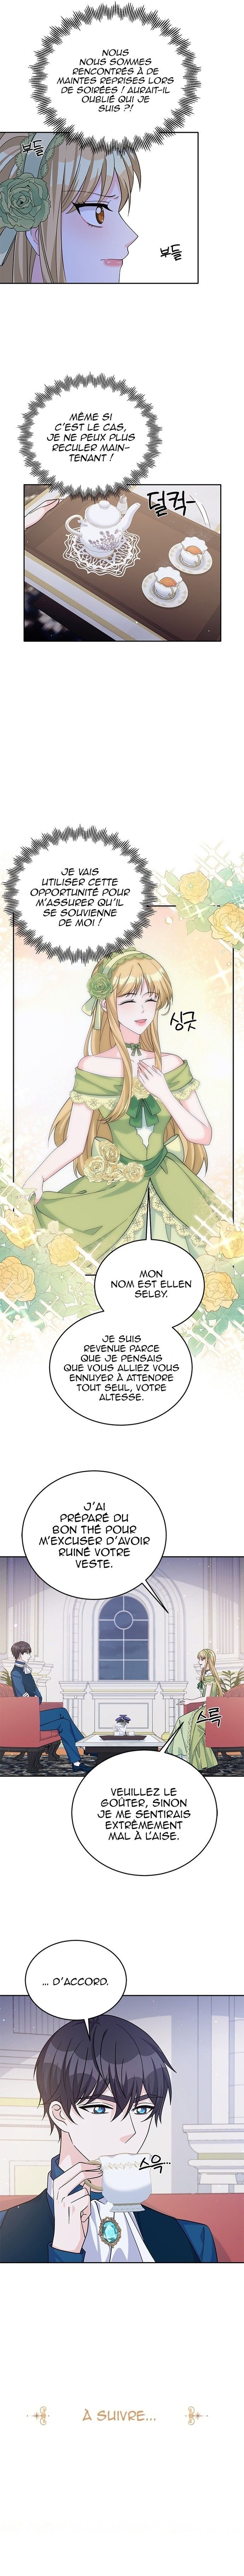 NOUS
NOUS SOMMES
RENCONTRÉS À DE
MAINTES REPRISES LORS
DE SOIRÉES ! AURAIT-IL
OUBLIÉ QUI JE
SUIS ?!
부들
부들
MÊME SI
C'EST LE CAS,
JE NE PEUX PLUS
RECULER MAIN-
TENANT !
덜컥-
JE VAIS
UTILISER CETTE
OPPORTUNITÉ POUR
M'ASSURER QU'IL
SE SOUVIENNE
DE MOI !
싱긋
MON
NOM EST ELLEN
SELBY.
JE SUIS
REVENUE PARCE
QUE JE PENSAIS
QUE VOUS ALLIEZ VOUS
ENNUYER À ATTENDRE
TOUT SEUL, VOTRE
ALTESSE.
J'AI
PRÉPARÉ DU
BON THÉ POUR
M'EXCUSER D'AVOIR
RUINÉ VOTRE
VESTE.
스륵
VEUILLEZ LE
GOÛTER, SINON
JE ME SENTIRAIS
EXTRÊMEMENT
MAL À L'AISE.
... D'ACCORD.
스윽...
À SUIVRE...